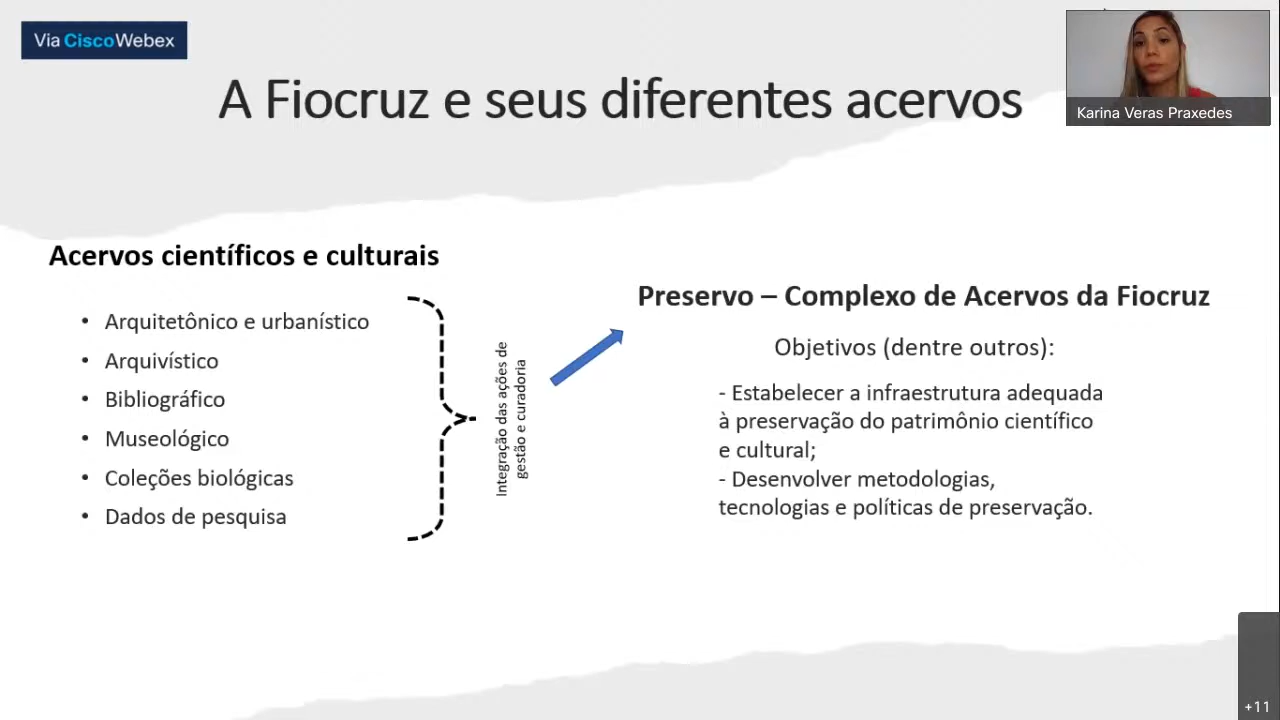 Via CiscoWebex
A Fiocruz e seus diferentes acervos
Karina Veras Praxedes
Acervos científicos e culturais
• Arquitetônico e urbanístico
• Arquivístico
• Bibliográfico
• Museológico
• Coleções biológicas
• Dados de pesquisa
Integração das ações de
gestão e curadoria
Preservo – Complexo de Acervos da Fiocruz
Objetivos (dentre outros):
- Estabelecer a infraestrutura adequada
à preservação do patrimônio científico
e cultural;
- Desenvolver metodologias,
tecnologias e políticas de preservação.
+11